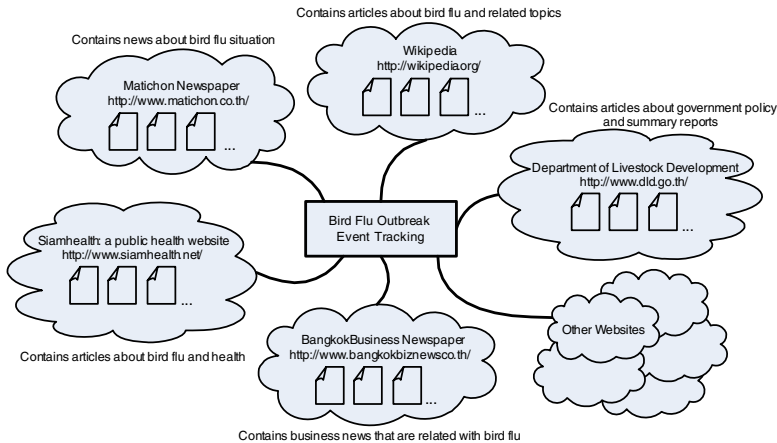 Contains articles about bird flu and related topics
Contains news about bird flu situation
Wikipedia
http://wikipedia.org/
...
Matichon Newspaper
http://www.matichon.co.th/
...
Contains articles about government policy
and summary reports
Department of Livestock Development
http://www.dld.go.th/
...
Bird Flu Outbreak
Event Tracking
Siamhealth: a public health website
http://www.siamhealth.net/
...
Contains articles about bird flu and health
BangkokBusiness Newspaper
http://www.bangkokbiznewsco.th/
...
Contains business news that are related with bird flu
Other Websites